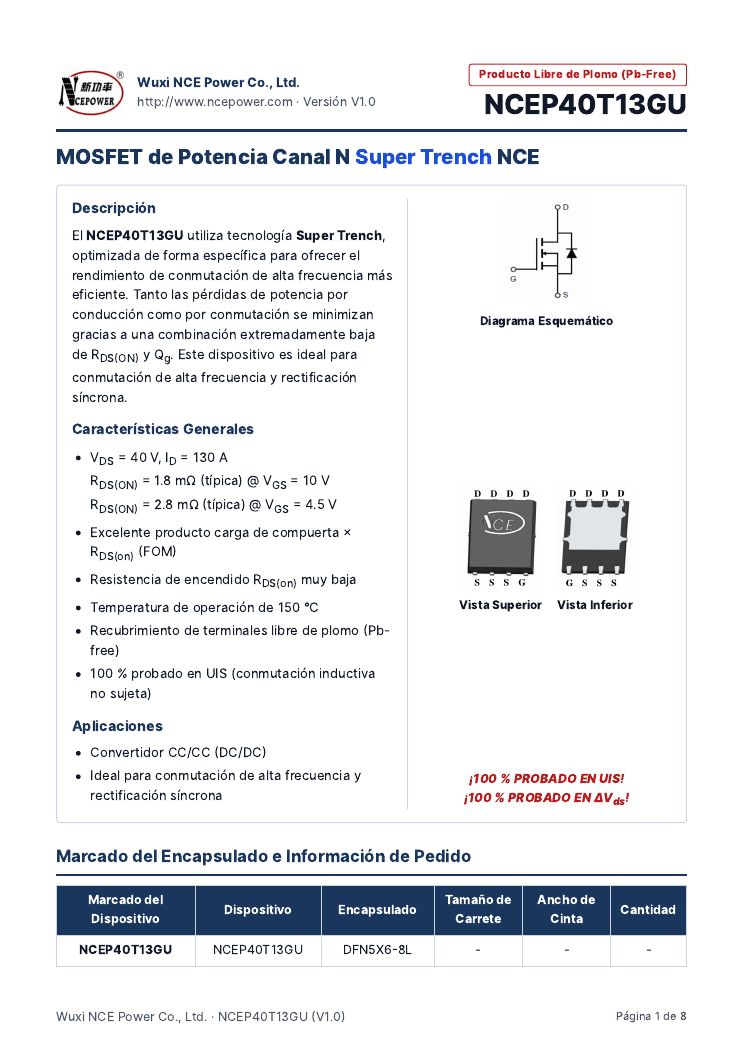 新功率
NCEPOWER
®
Wuxi NCE Power Co., Ltd.
http://www.ncepower.com · Versión V1.0
Producto Libre de Plomo (Pb-Free)
NCEP40T13GU
MOSFET de Potencia Canal N Super Trench NCE
Descripción
El NCEP40T13GU utiliza tecnología Super Trench,
optimizada de forma específica para ofrecer el
rendimiento de conmutación de alta frecuencia más
eficiente. Tanto las pérdidas de potencia por
conducción como por conmutación se minimizan
gracias a una combinación extremadamente baja
de RDS(ON) y Qg. Este dispositivo es ideal para
conmutación de alta frecuencia y rectificación
síncrona.
Características Generales
• VDS = 40 V, ID = 130 A
RDS(ON) = 1.8 mΩ (típica) @ VGS = 10 V
RDS(ON) = 2.8 mΩ (típica) @ VGS = 4.5 V
• Excelente producto carga de compuerta ×
RDS(on) (FOM)
• Resistencia de encendido RDS(on) muy baja
• Temperatura de operación de 150 °C
• Recubrimiento de terminales libre de plomo (Pb-
free)
• 100 % probado en UIS (conmutación inductiva
no sujeta)
Aplicaciones
• Convertidor CC/CC (DC/DC)
• Ideal para conmutación de alta frecuencia y
rectificación síncrona
D
G
S
Diagrama Esquemático
D D D D
NCE
S S S G
Vista Superior
D D D D
G S S S
Vista Inferior
¡100 % PROBADO EN UIS!
¡100 % PROBADO EN ΔVds!
Marcado del Encapsulado e Información de Pedido
Marcado del
Dispositivo
Dispositivo
Encapsulado
Tamaño de
Carrete
Ancho de
Cinta
Cantidad
NCEP40T13GU NCEP40T13GU DFN5X6-8L - - -
Wuxi NCE Power Co., Ltd. · NCEP40T13GU (V1.0)
Página 1 de 8